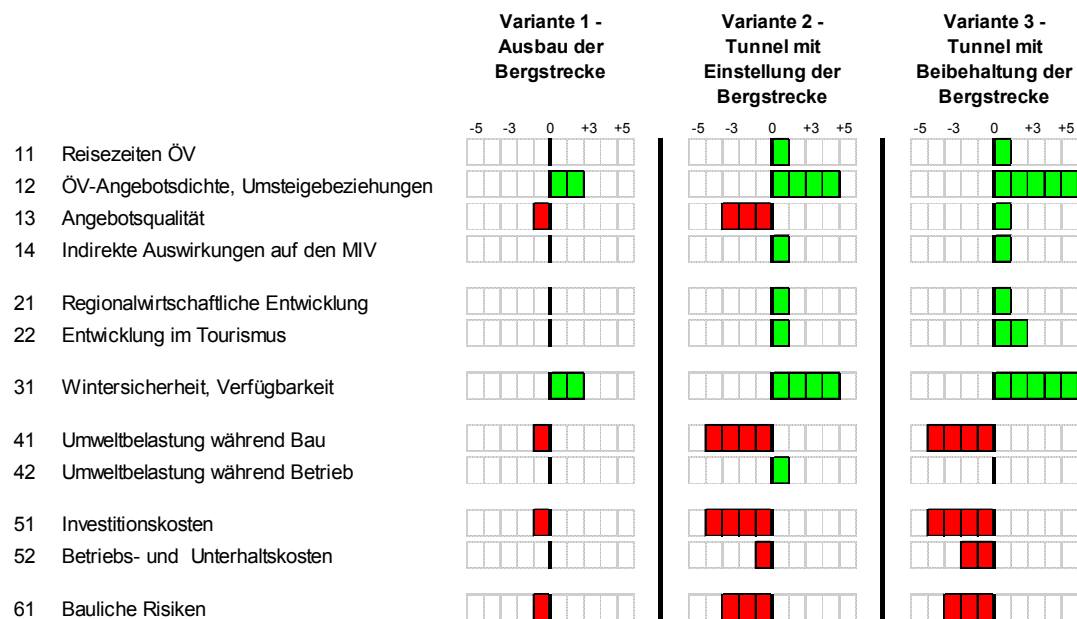 Variante 1 -
Ausbau der
Bergstrecke
Variante 2 -
Tunnel mit
Einstellung der
Bergstrecke
Variante 3 -
Tunnel mit
Beibehaltung der
Bergstrecke
-5 -3 0 +3 +5 -5 -3 0 +3 +5 -5 -3 0 +3 +5
11 Reisezeiten ÖV
12 ÖV-Angebotsdichte, Umsteigebeziehungen
13 Angebotsqualität
14 Indirekte Auswirkungen auf den MIV
21 Regionalwirtschaftliche Entwicklung
22 Entwicklung im Tourismus
31 Wintersicherheit, Verfügbarkeit
41 Umweltbelastung während Bau
42 Umweltbelastung während Betrieb
51 Investitionskosten
52 Betriebs- und Unterhaltskosten
61 Bauliche Risiken